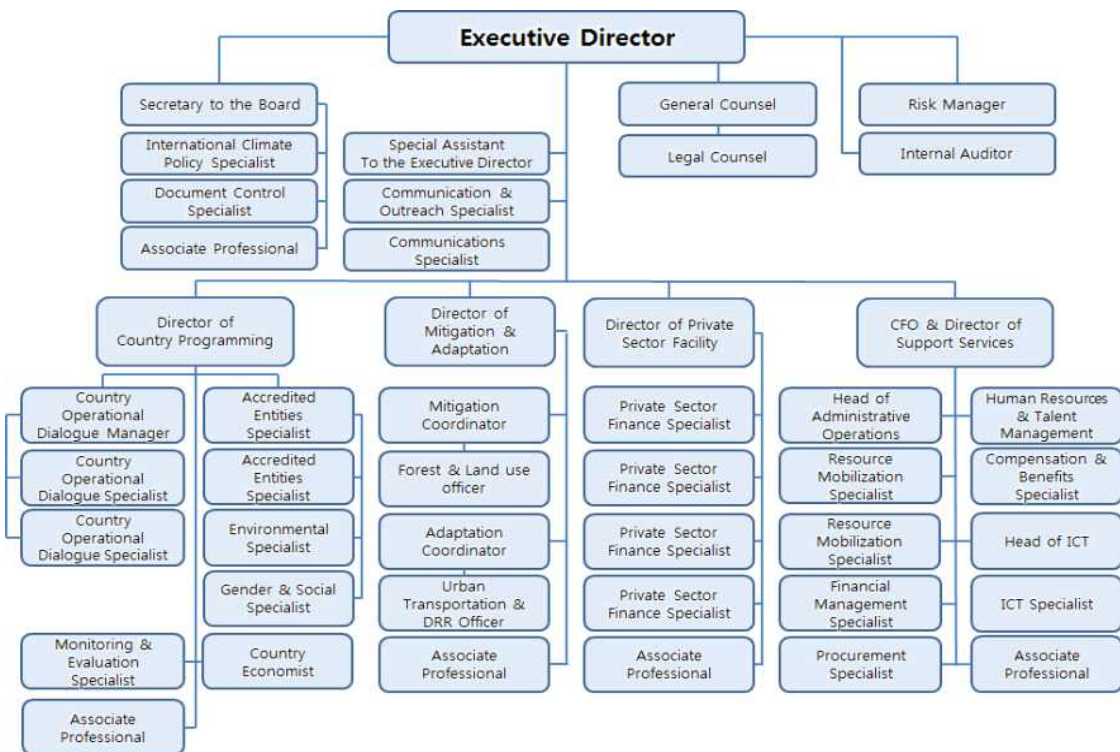 Executive Director
Secretary to the Board
International Climate
Policy Specialist
Document Control
Specialist
Associate Professional
Special Assistant
To the Executive Director
Communication &
Outreach Specialist
Communications
Specialist
General Counsel
Legal Counsel
Risk Manager
Internal Auditor
Director of
Country Programming
Country
Operational
Dialogue Manager
Country
Operational
Dialogue Specialist
Country
Operational
Dialogue Specialist
Accredited
Entities
Specialist
Accredited
Entities
Specialist
Environmental
Specialist
Gender & Social
Specialist
Monitoring &
Evaluation
Specialist
Country
Economist
Associate
Professional
Director of
Mitigation &
Adaptation
Mitigation
Coordinator
Forest & Land use
officer
Adaptation
Coordinator
Urban
Transportation &
DRR Officer
Associate
Professional
Director of Private
Sector Facility
Private Sector
Finance Specialist
Private Sector
Finance Specialist
Private Sector
Finance Specialist
Private Sector
Finance Specialist
Associate
Professional
CFO & Director of
Support Services
Head of
Administrative
Operations
Resource
Mobilization
Specialist
Resource
Mobilization
Specialist
Financial
Management
Specialist
Procurement
Specialist
Human Resources
& Talent
Management
Compensation &
Benefits
Specialist
Head of ICT
ICT Specialist
Associate
Professional